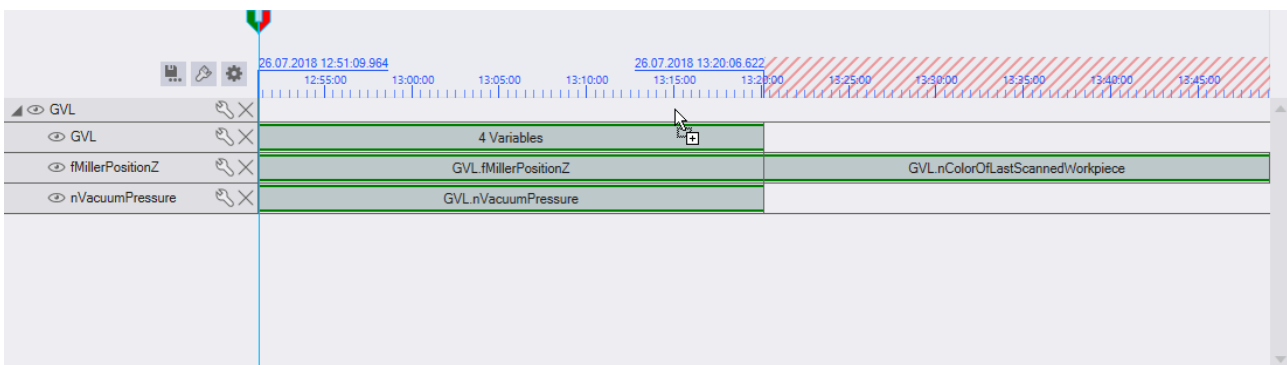 26.07.2018 12:51:09.964 26.07.2018 13:20:06.622
12:55:00 13:00:00 13:05:00 13:10:00 13:15:00 13:20:00 13:25:00 13:30:00 13:35:00 13:40:00 13:45:00
GVL
GVL 4 Variables
fMillerPositionZ GVL.fMillerPositionZ GVL.nColorOfLastScannedWorkpiece
nVacuumPressure GVL.nVacuumPressure